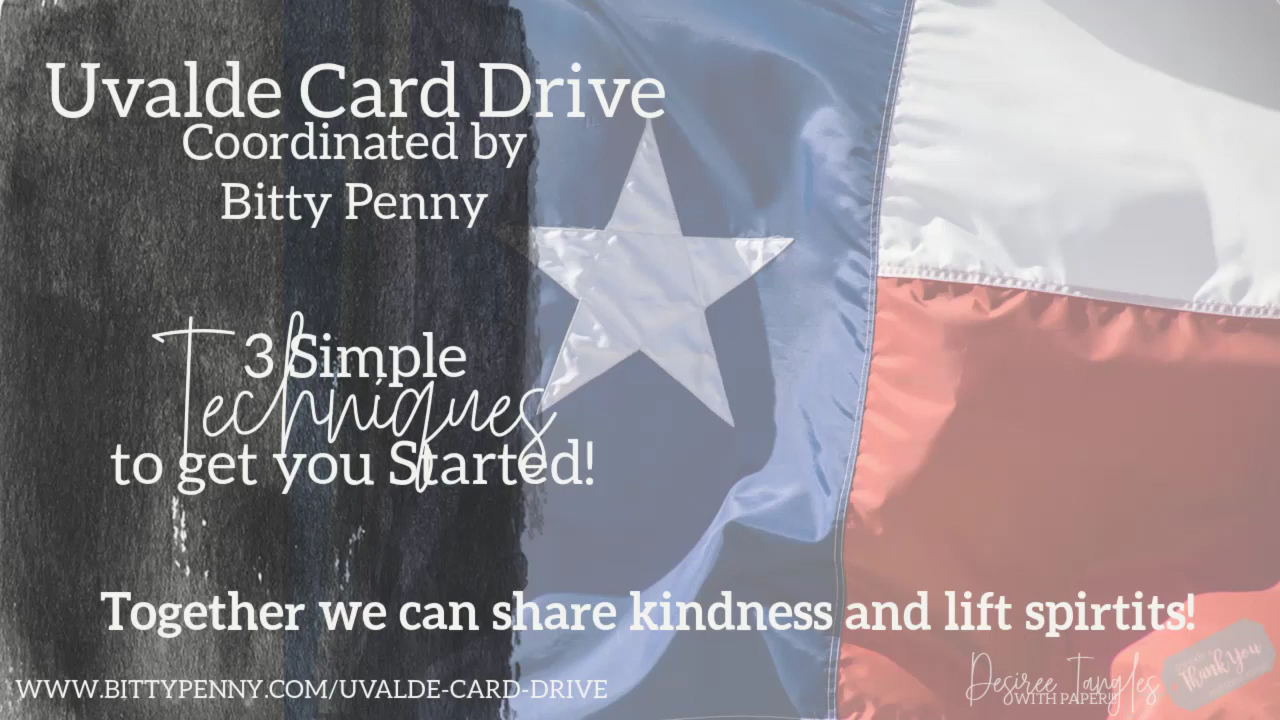 Uvalde Card Drive
Coordinated by
Bitty Penny
3 Simple
Techniques
to get you Started!
Together we can share kindness and lift spirtits!
WWW.BITTYPENNY.COM/UVALDE-CARD-DRIVE
Desiree Tangles
WITH PAPER!!!
Thank You